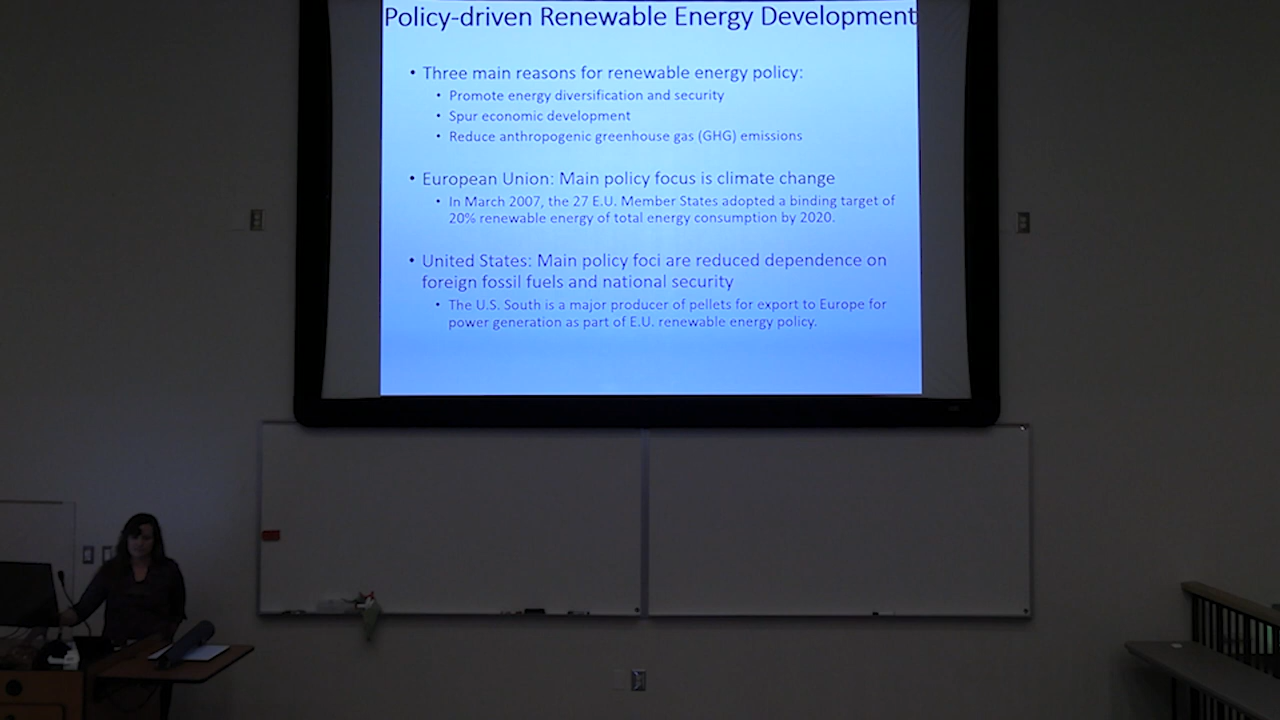 Policy-driven Renewable Energy Development
• Three main reasons for renewable energy policy:
• Promote energy diversification and security
• Spur economic development
• Reduce anthropogenic greenhouse gas (GHG) emissions
• European Union: Main policy focus is climate change
• In March 2007, the 27 E.U. Member States adopted a binding target of
20% renewable energy of total energy consumption by 2020.
• United States: Main policy foci are reduced dependence on
foreign fossil fuels and national security
• The U.S. South is a major producer of pellets for export to Europe for
power generation as part of E.U. renewable energy policy.